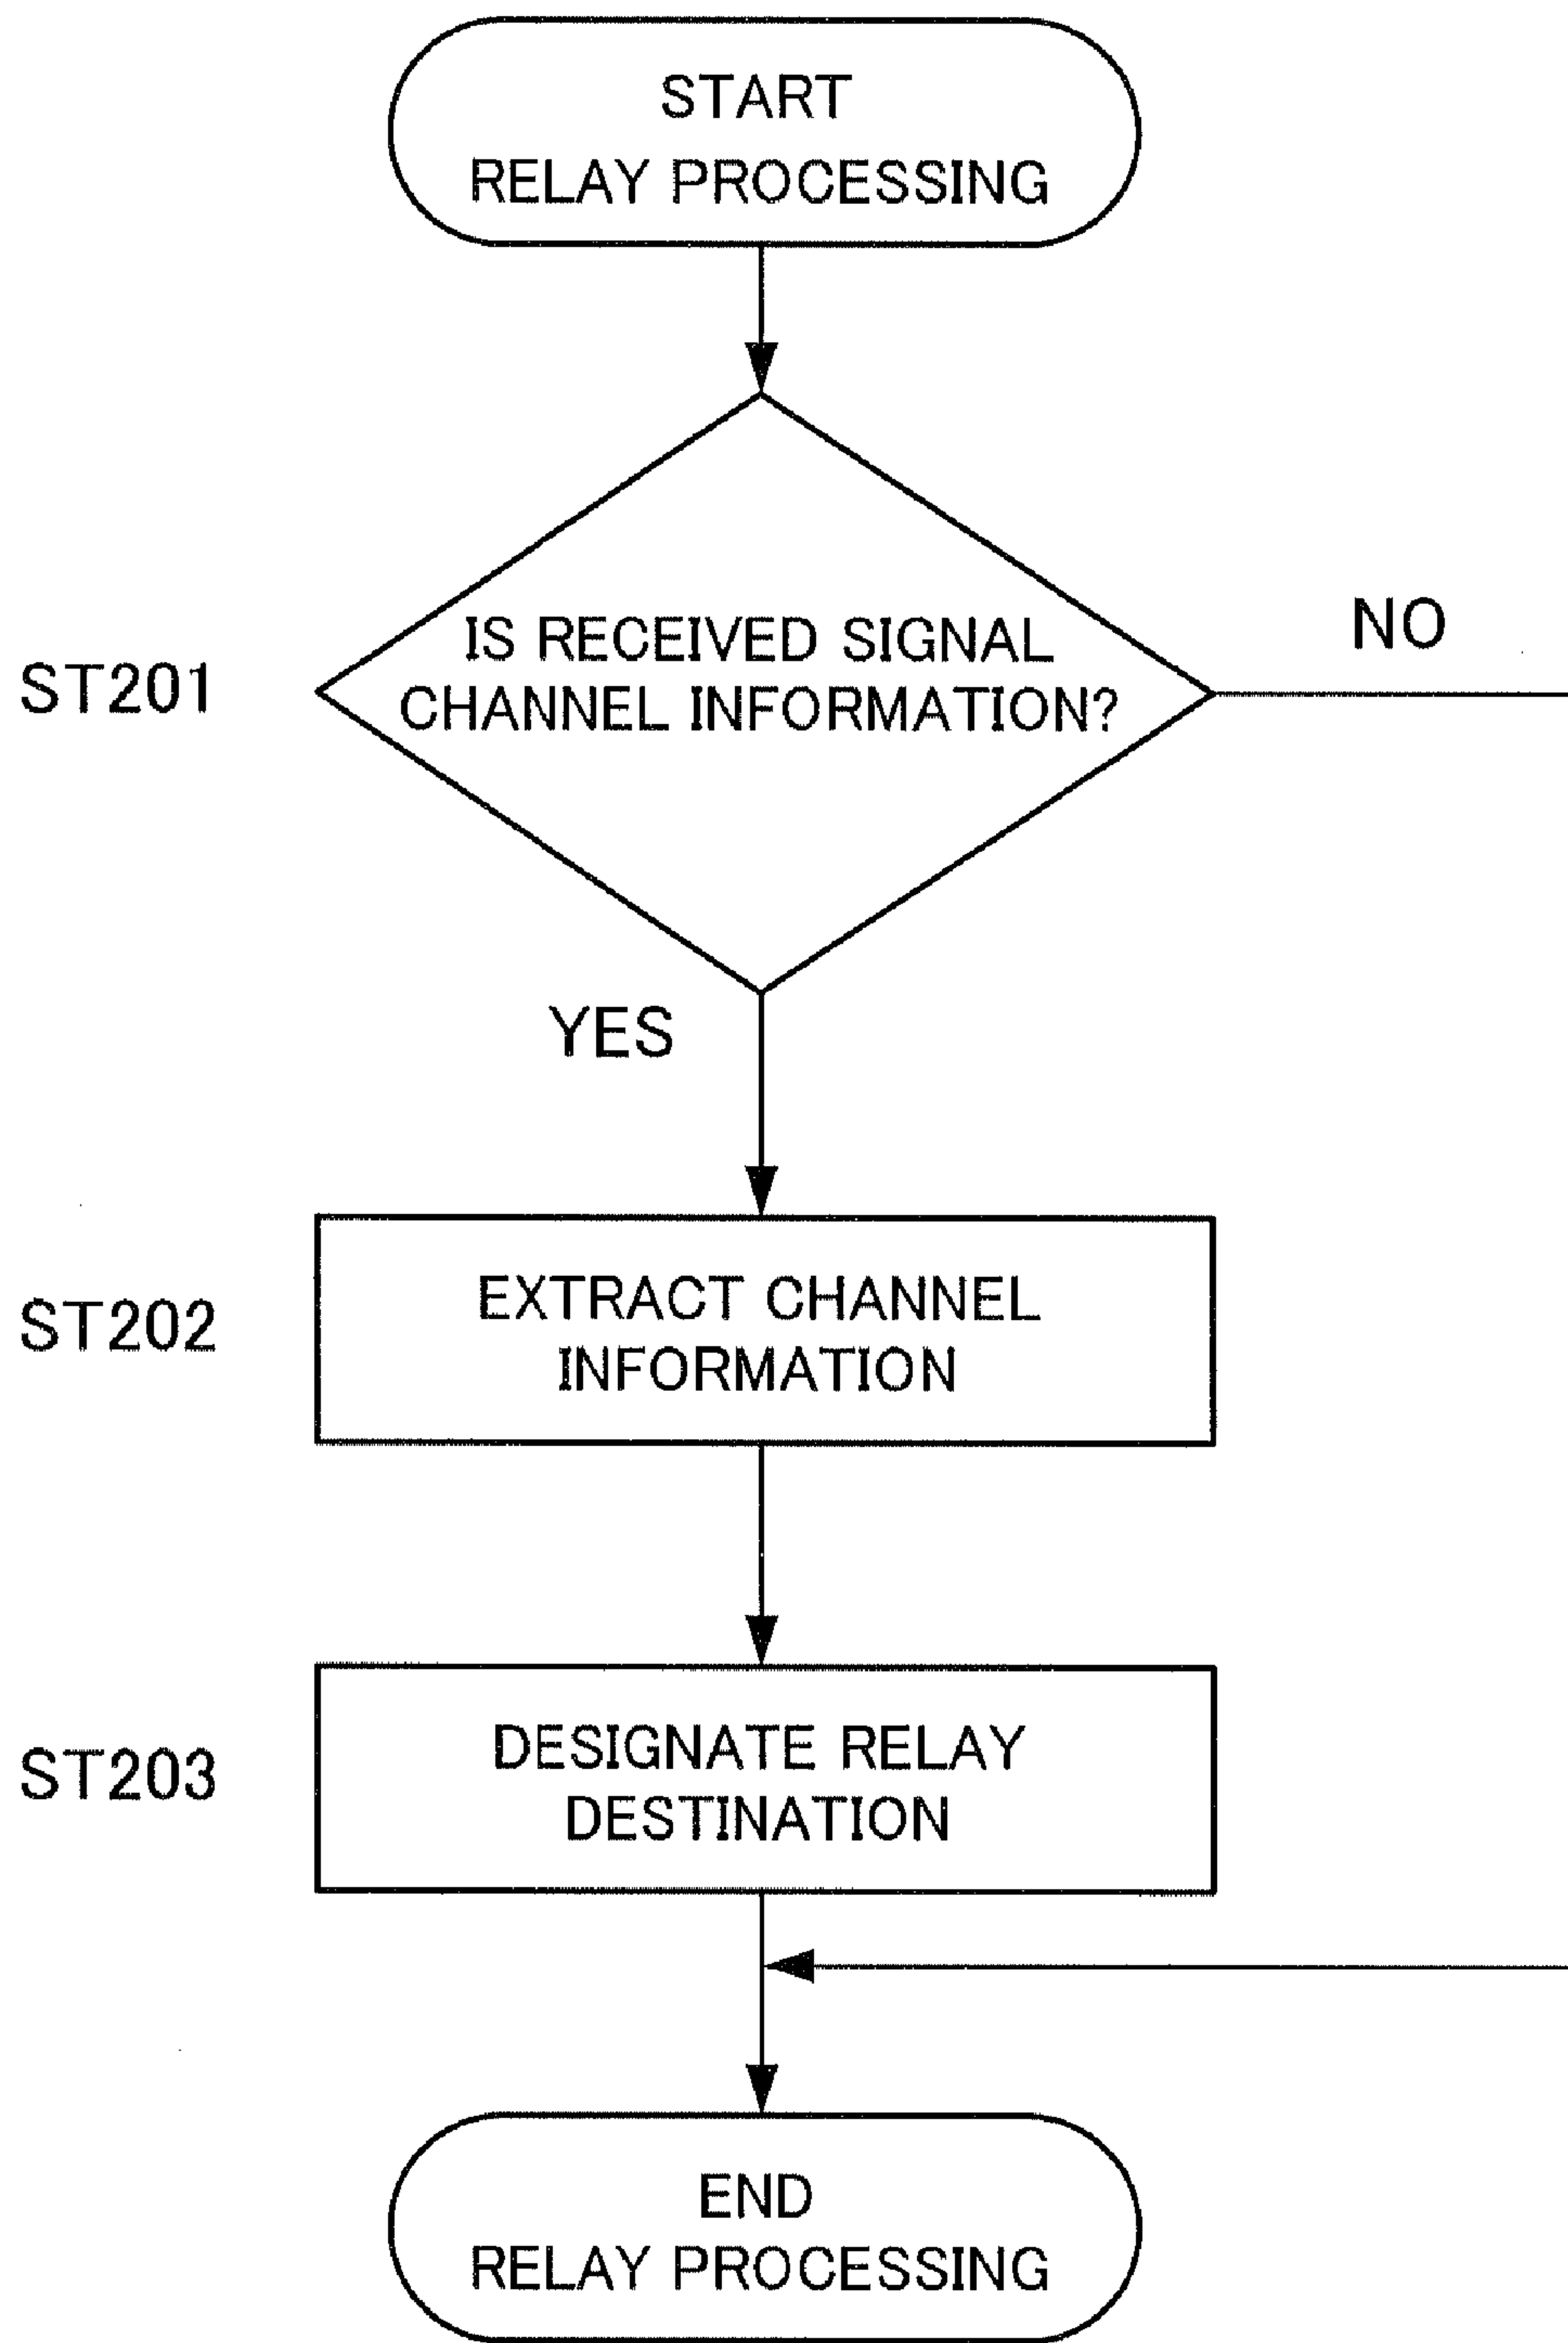 START
RELAY PROCESSING
ST201
IS RECEIVED SIGNAL
CHANNEL INFORMATION?
NO
YES
ST202
EXTRACT CHANNEL
INFORMATION
ST203
DESIGNATE RELAY
DESTINATION
END
RELAY PROCESSING